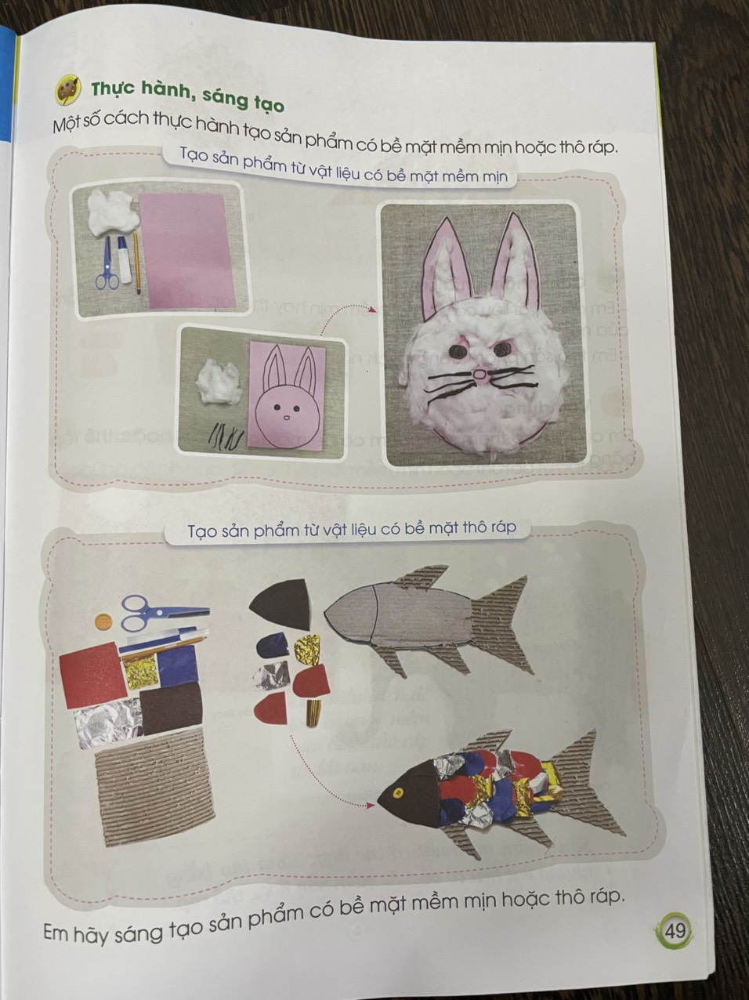 Thực hành, sáng tạo
Một số cách thực hành tạo sản phẩm có bề mặt mềm mịn hoặc thô ráp.
Tạo sản phẩm từ vật liệu có bề mặt mềm mịn
Tạo sản phẩm từ vật liệu có bề mặt thô ráp
Em hãy sáng tạo sản phẩm có bề mặt mềm mịn hoặc thô ráp.
49